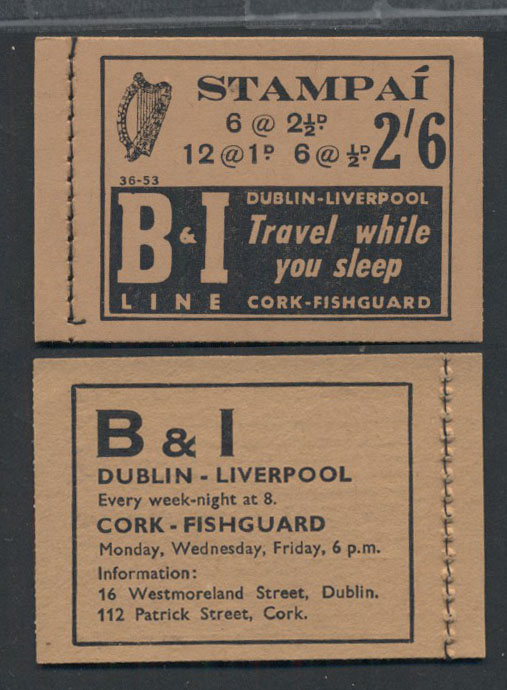 STAMPAÍ
6 @ 2½D
12 @ 1D 6 @ ½D 2'6
36-53
B & I LINE
DUBLIN-LIVERPOOL
Travel while
you sleep
CORK-FISHGUARD
B & I
DUBLIN - LIVERPOOL
Every week-night at 8.
CORK - FISHGUARD
Monday, Wednesday, Friday, 6 p.m.
Information:
16 Westmoreland Street, Dublin.
112 Patrick Street, Cork.